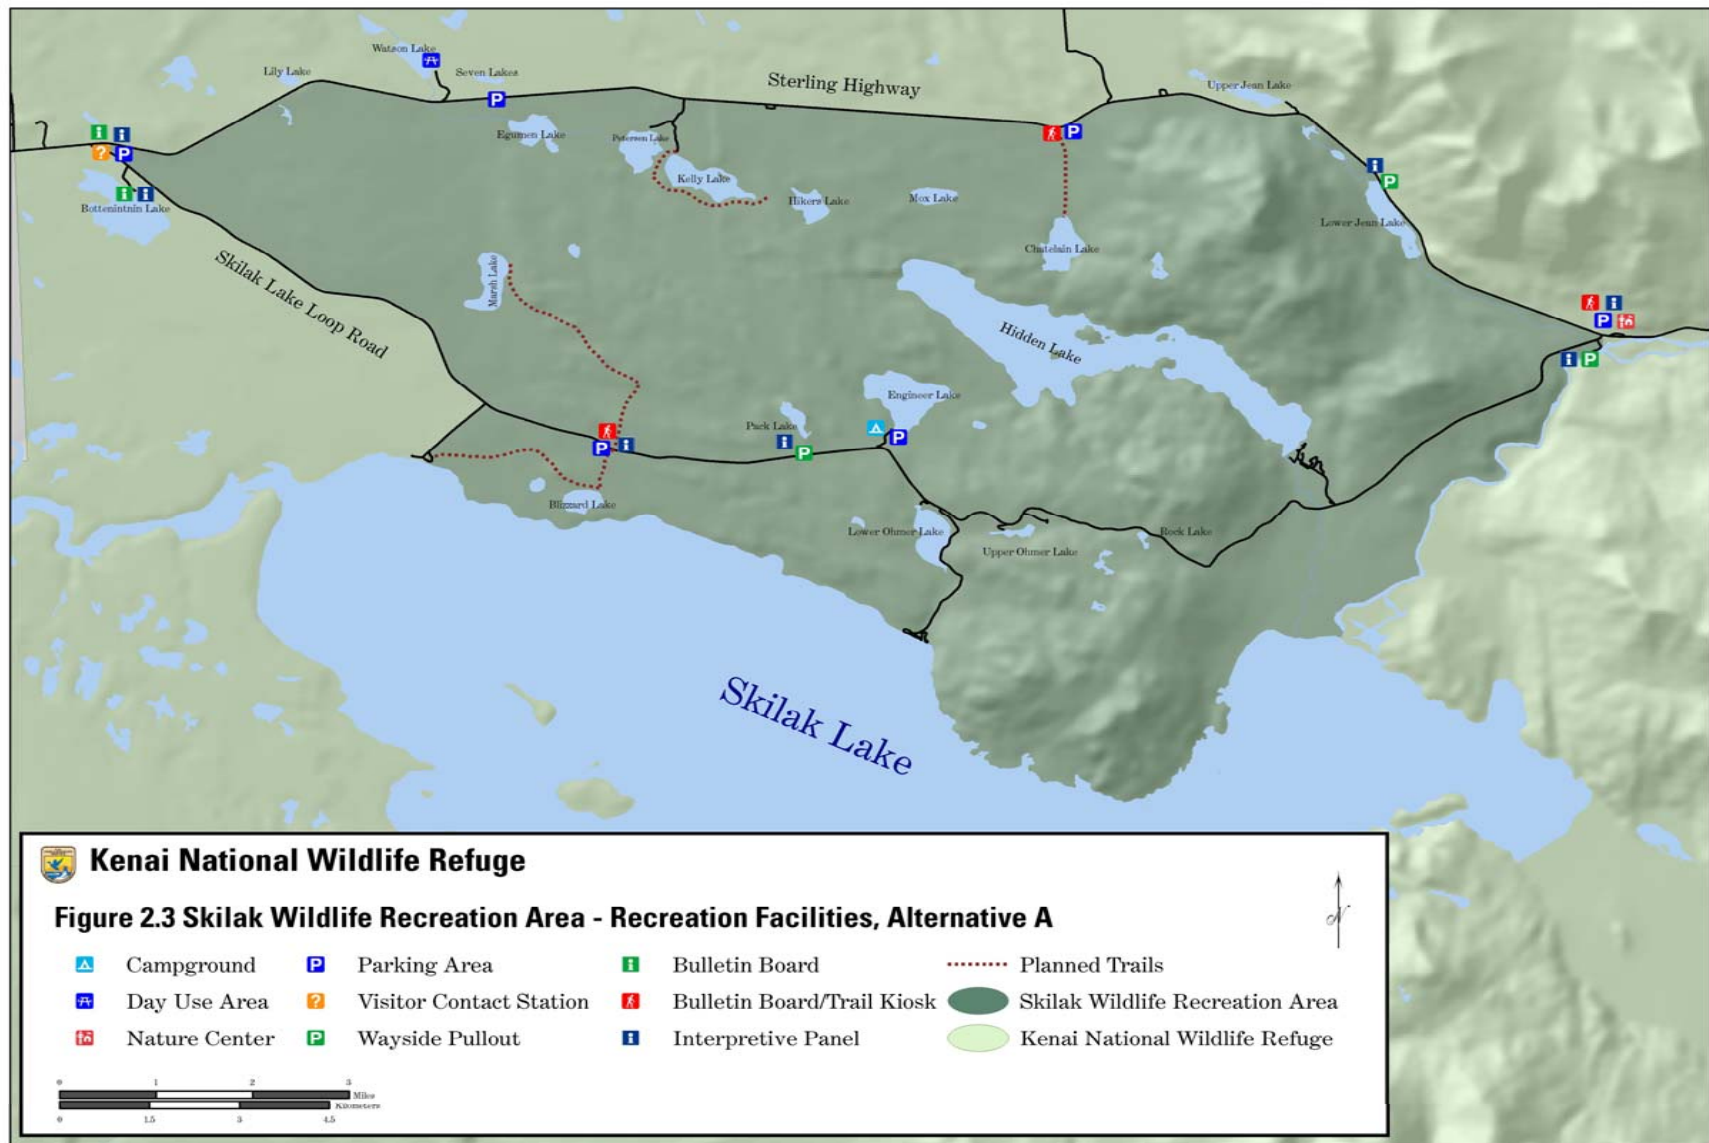 Watson Lake
Lily Lake
Seven Lakes
Sterling Highway
Upper Jean Lake
Egumen Lake
Petersen Lake
Kelly Lake
Hikers Lake
Mox Lake
Bottenintnin Lake
Lower Jean Lake
Chatelain Lake
Marsh Lake
Skilak Lake Loop Road
Hidden Lake
Engineer Lake
Pack Lake
Blizzard Lake
Lower Ohmer Lake
Upper Ohmer Lake
Rock Lake
Skilak Lake
Kenai National Wildlife Refuge
Figure 2.3 Skilak Wildlife Recreation Area - Recreation Facilities, Alternative A
N
Campground
Parking Area
Bulletin Board
Planned Trails
Day Use Area
Visitor Contact Station
Bulletin Board/Trail Kiosk
Skilak Wildlife Recreation Area
Nature Center
Wayside Pullout
Interpretive Panel
Kenai National Wildlife Refuge
0 1 2 3
Miles
Kilometers
0 1.5 3 4.5